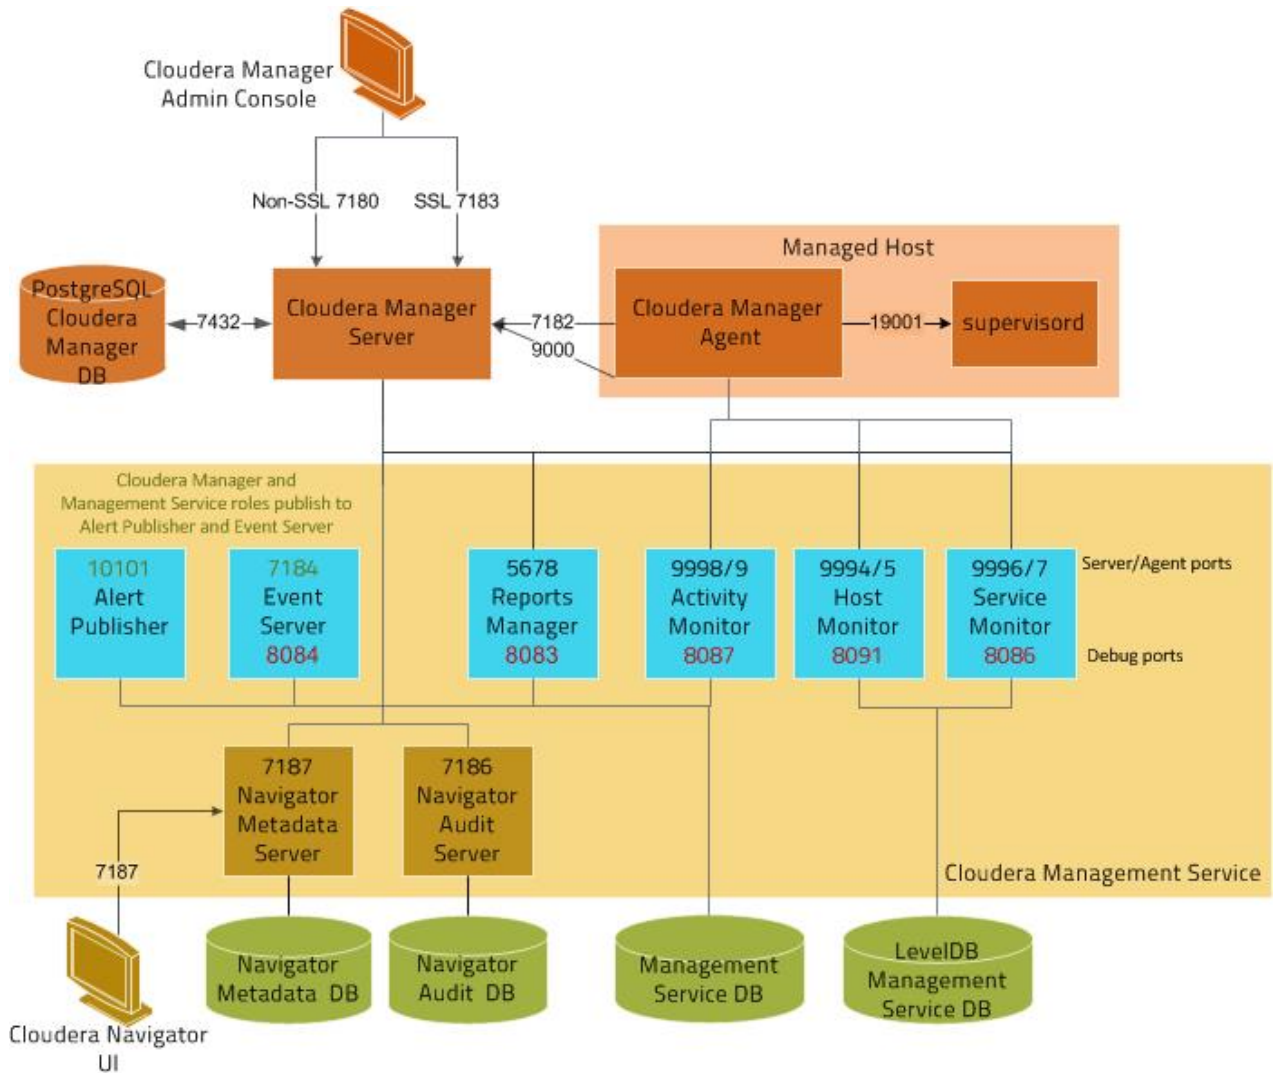 Cloudera Manager
Admin Console
Non-SSL 7180
SSL 7183
Managed Host
PostgreSQL
Cloudera
Manager
DB
7432
Cloudera Manager
Server
7182
9000
Cloudera Manager
Agent
19001
supervisord
Cloudera Manager and
Management Service roles publish to
Alert Publisher and Event Server
10101
Alert
Publisher
7184
Event
Server
8084
5678
Reports
Manager
8083
9998/9
Activity
Monitor
8087
9994/5
Host
Monitor
8091
9996/7
Service
Monitor
8086
Server/Agent ports
Debug ports
7187
Navigator
Metadada
Server
7186
Navigator
Audit
Server
7187
Cloudera Management Service
Cloudera Navigator
UI
Navigator
Metadata DB
Navigator
Audit DB
Management
Service DB
LevelDB
Management
Service DB